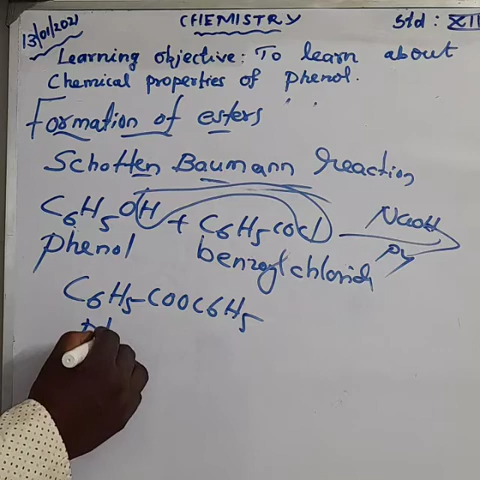 13/01/2021 CHEMISTRY Std: XII
Learning objective: To learn about
Chemical properties of phenol.
Formation of esters
Schotten Baumann Reaction
C6H5OH + C6H5COCl NaOH
Py
Phenol benzoyl chloride
C6H5-COOC6H5